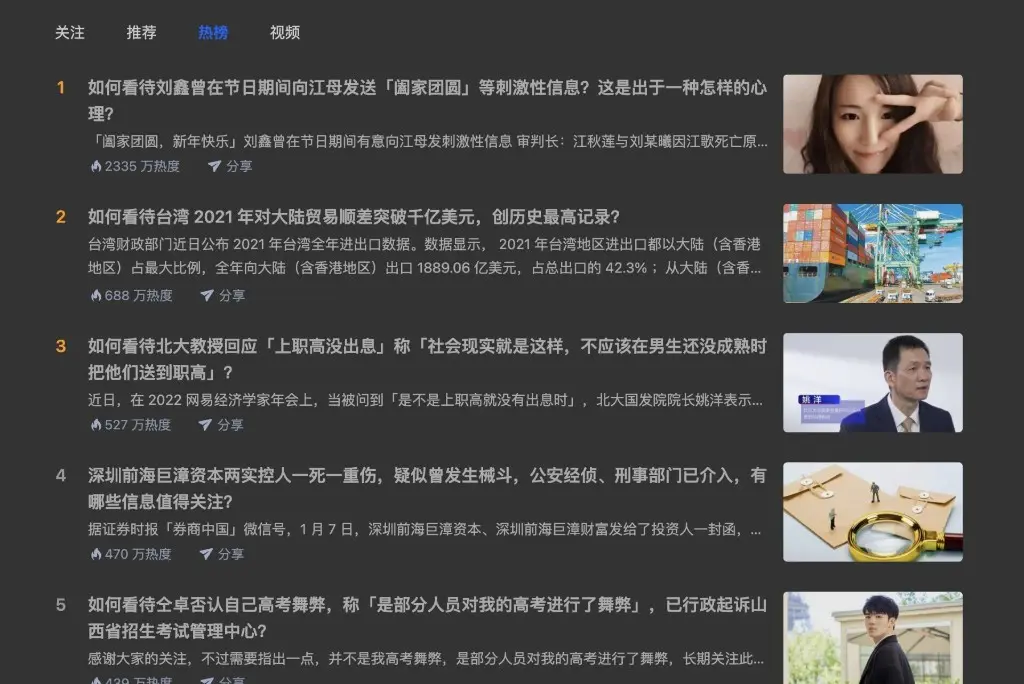 关注 推荐 热榜 视频
1 如何看待刘鑫曾在节日期间向江母发送「阖家团圆」等刺激性信息？这是出于一种怎样的心
理？
「阖家团圆，新年快乐」刘鑫曾在节日期间有意向江母发刺激性信息 审判长：江秋莲与刘某曦因江歌死亡原...
2335 万热度 分享
2 如何看待台湾 2021 年对大陆贸易顺差突破千亿美元，创历史最高记录？
台湾财政部门近日公布 2021 年台湾全年进出口数据。数据显示， 2021 年台湾地区进出口都以大陆（含香港
地区）占最大比例，全年向大陆（含香港地区）出口 1889.06 亿美元，占总出口的 42.3%；从大陆（含香...
688 万热度 分享
3 如何看待北大教授回应「上职高没出息」称「社会现实就是这样，不应该在男生还没成熟时
把他们送到职高」？
近日，在 2022 网易经济学家年会上，当被问到「是不是上职高就没有出息时」，北大国发院院长姚洋表示...
527 万热度 分享
姚 洋
4 深圳前海巨漳资本两实控人一死一重伤，疑似曾发生械斗，公安经侦、刑事部门已介入，有
哪些信息值得关注？
据证券时报「券商中国」微信号，1 月 7 日，深圳前海巨漳资本、深圳前海巨漳财富发给了投资人一封函，...
470 万热度 分享
5 如何看待仝卓否认自己高考舞弊，称「是部分人员对我的高考进行了舞弊」，已行政起诉山
西省招生考试管理中心？
感谢大家的关注，不过需要指出一点，并不是我高考舞弊，是部分人员对我的高考进行了舞弊，长期关注此...
439 万热度 分享